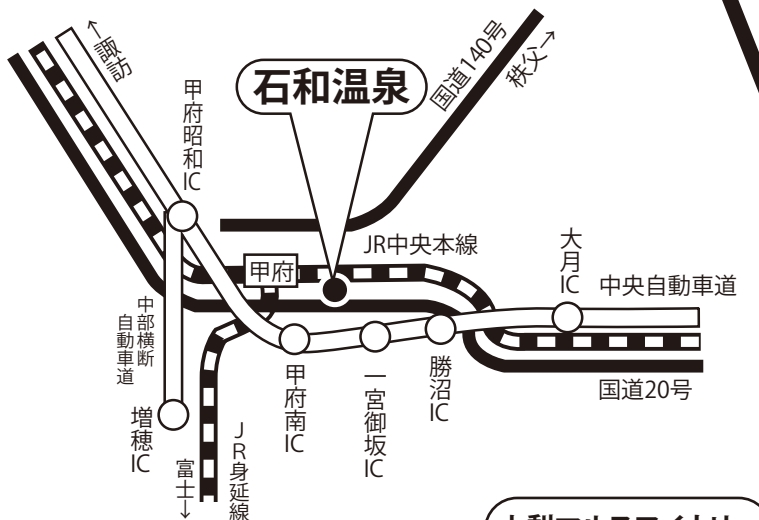 ←諏訪
甲府昭和IC
石和温泉
国道140号
秩父→
JR中央本線
甲府
大月IC
中央自動車道
中部横断
自動車道
国道20号
甲府南IC
一宮御坂IC
勝沼IC
増穂IC
富士→
JR身延線